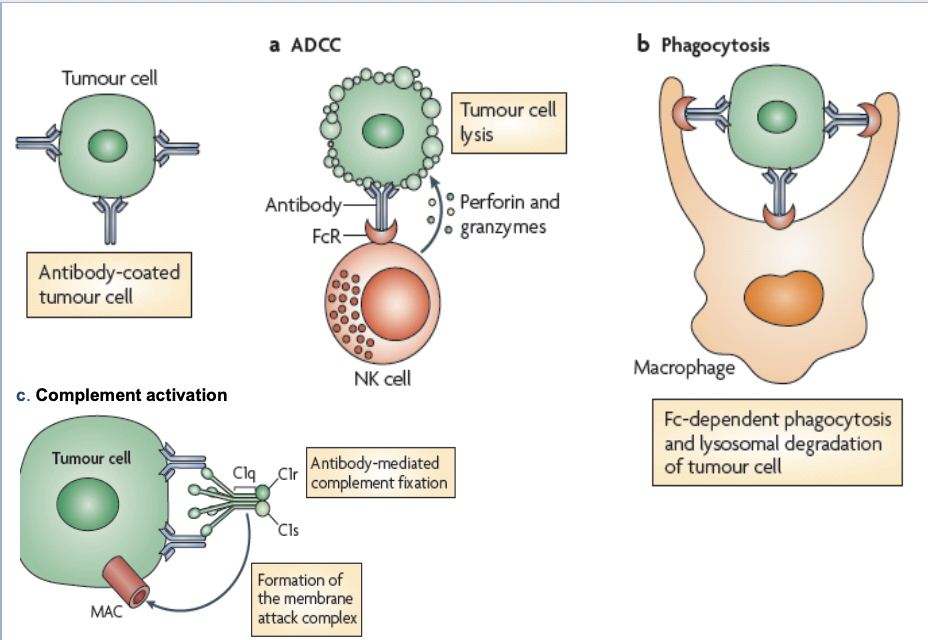 Tumour cell
Antibody-coated
tumour cell
a ADCC
Tumour cell
lysis
Antibody
FcR
Perforin and
granzymes
NK cell
b Phagocytosis
Macrophage
Fc-dependent phagocytosis
and lysosomal degradation
of tumour cell
c. Complement activation
Tumour cell
C1q
C1r
C1s
Antibody-mediated
complement fixation
MAC
Formation of
the membrane
attack complex